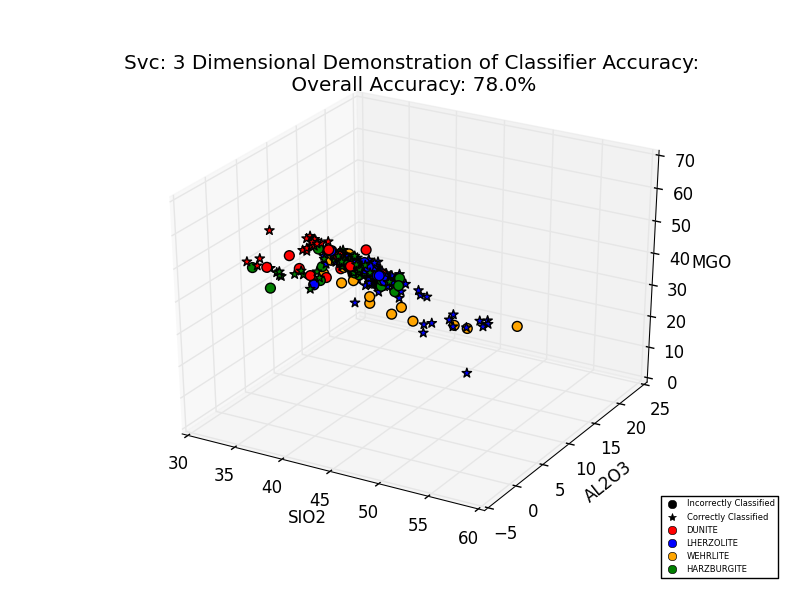 Svc: 3 Dimensional Demonstration of Classifier Accuracy:
Overall Accuracy: 78.0%
70
60
50
40
MGO
30
20
10
0
30
35
40
45
50
55
60
SIO2
−5
0
5
10
15
20
25
AL2O3
Incorrectly Classified
Correctly Classified
DUNITE
LHERZOLITE
WEHRLITE
HARZBURGITE